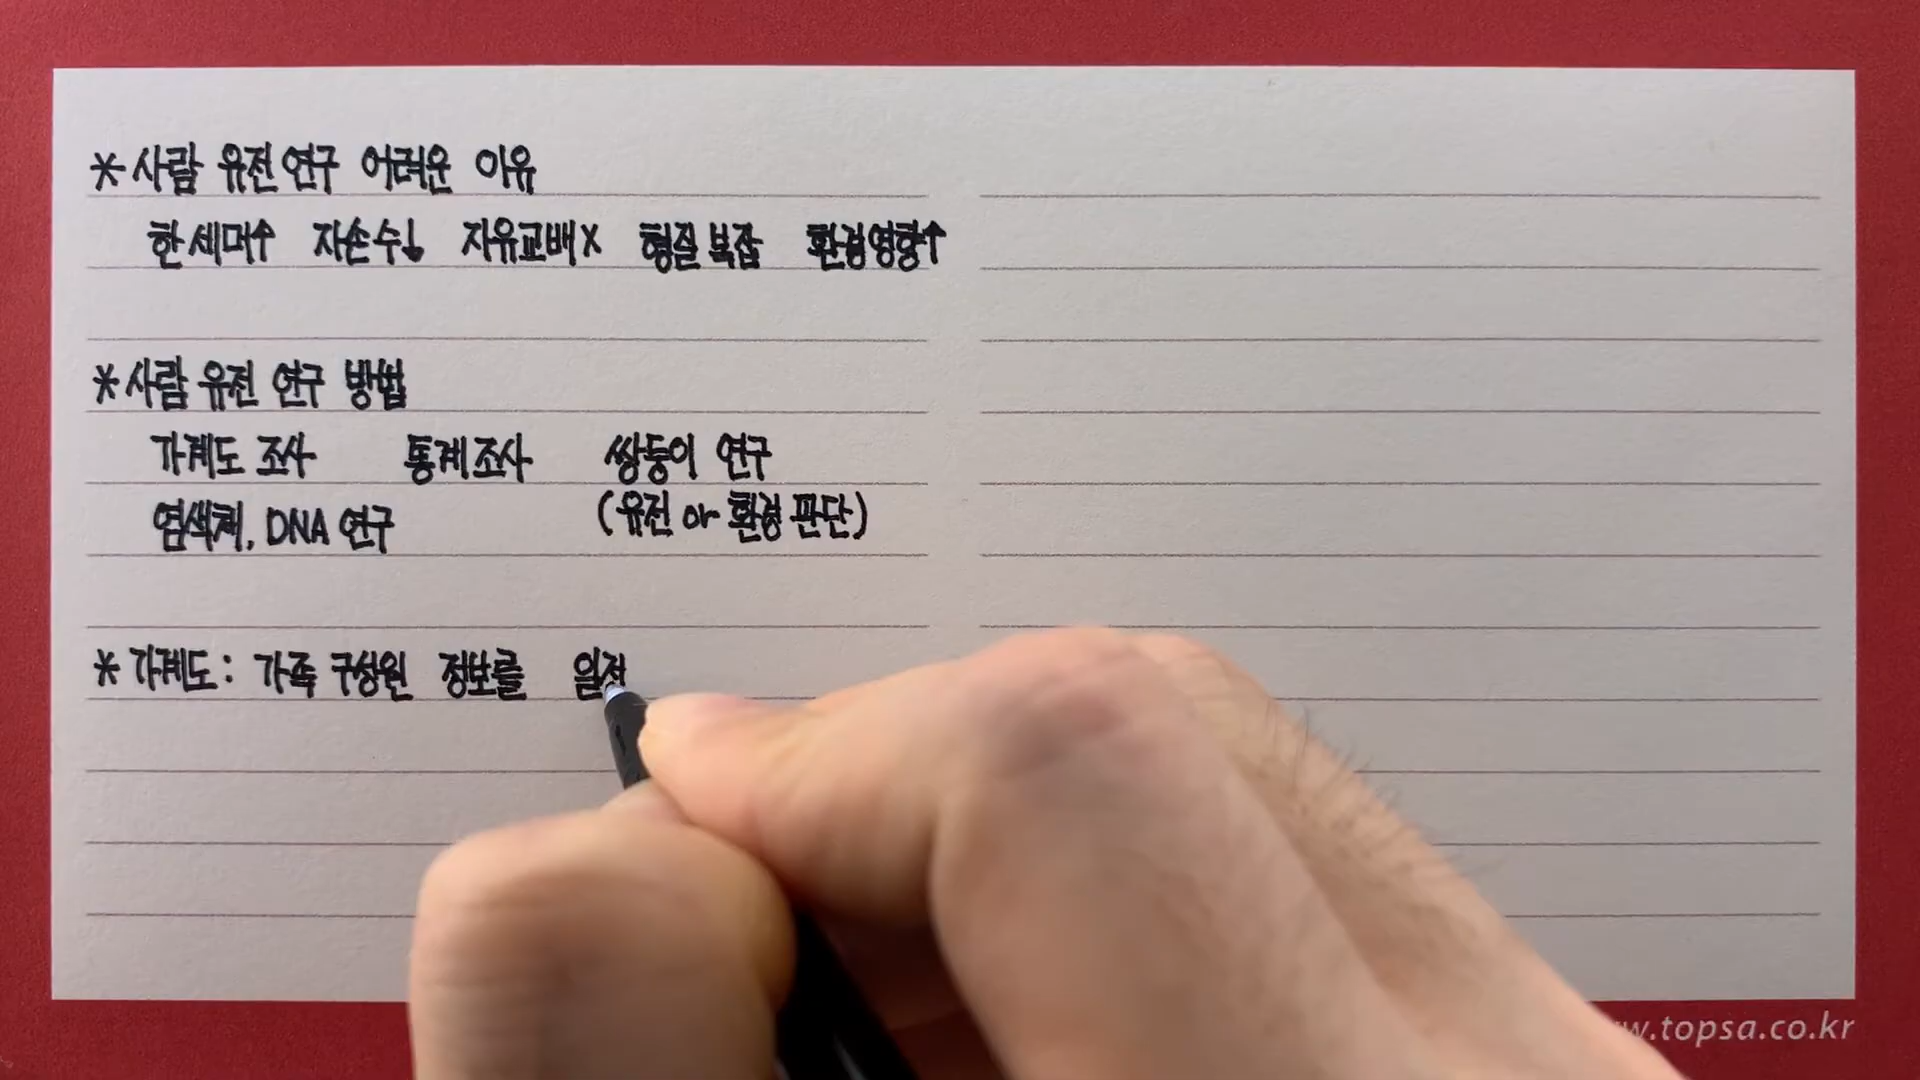 * 사람 유전 연구 어려운 이유
한 세대↑ 자손 수↓ 자유교배X 형질 복잡 환경영향↑
* 사람 유전 연구 방법
가계도 조사 통계조사 쌍둥이 연구
염색체, DNA 연구 (유전 or 환경 판단)
* 가계도 : 가족 구성원 정보를 일정
www.topsa.co.kr